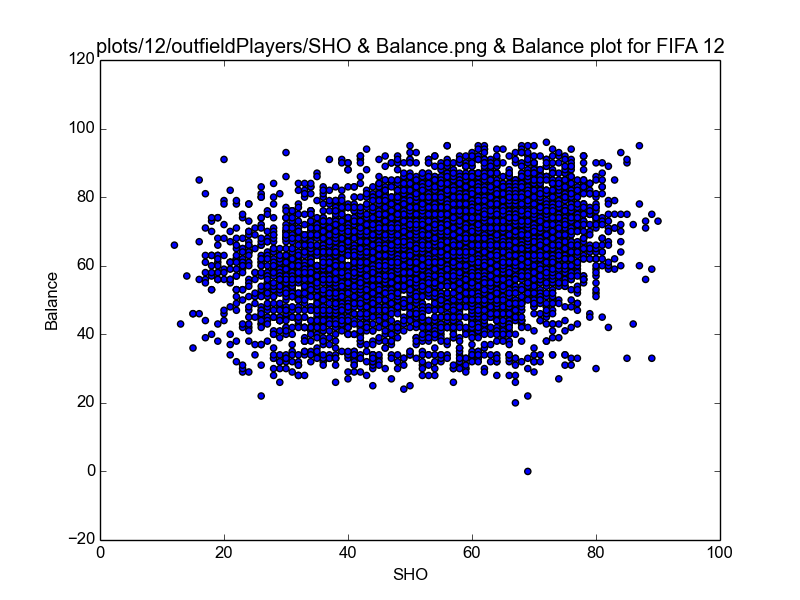 plots/12/outfieldPlayers/SHO & Balance.png & Balance plot for FIFA 12
120
100
80
60
40
20
0
−20
Balance
0 20 40 60 80 100
SHO